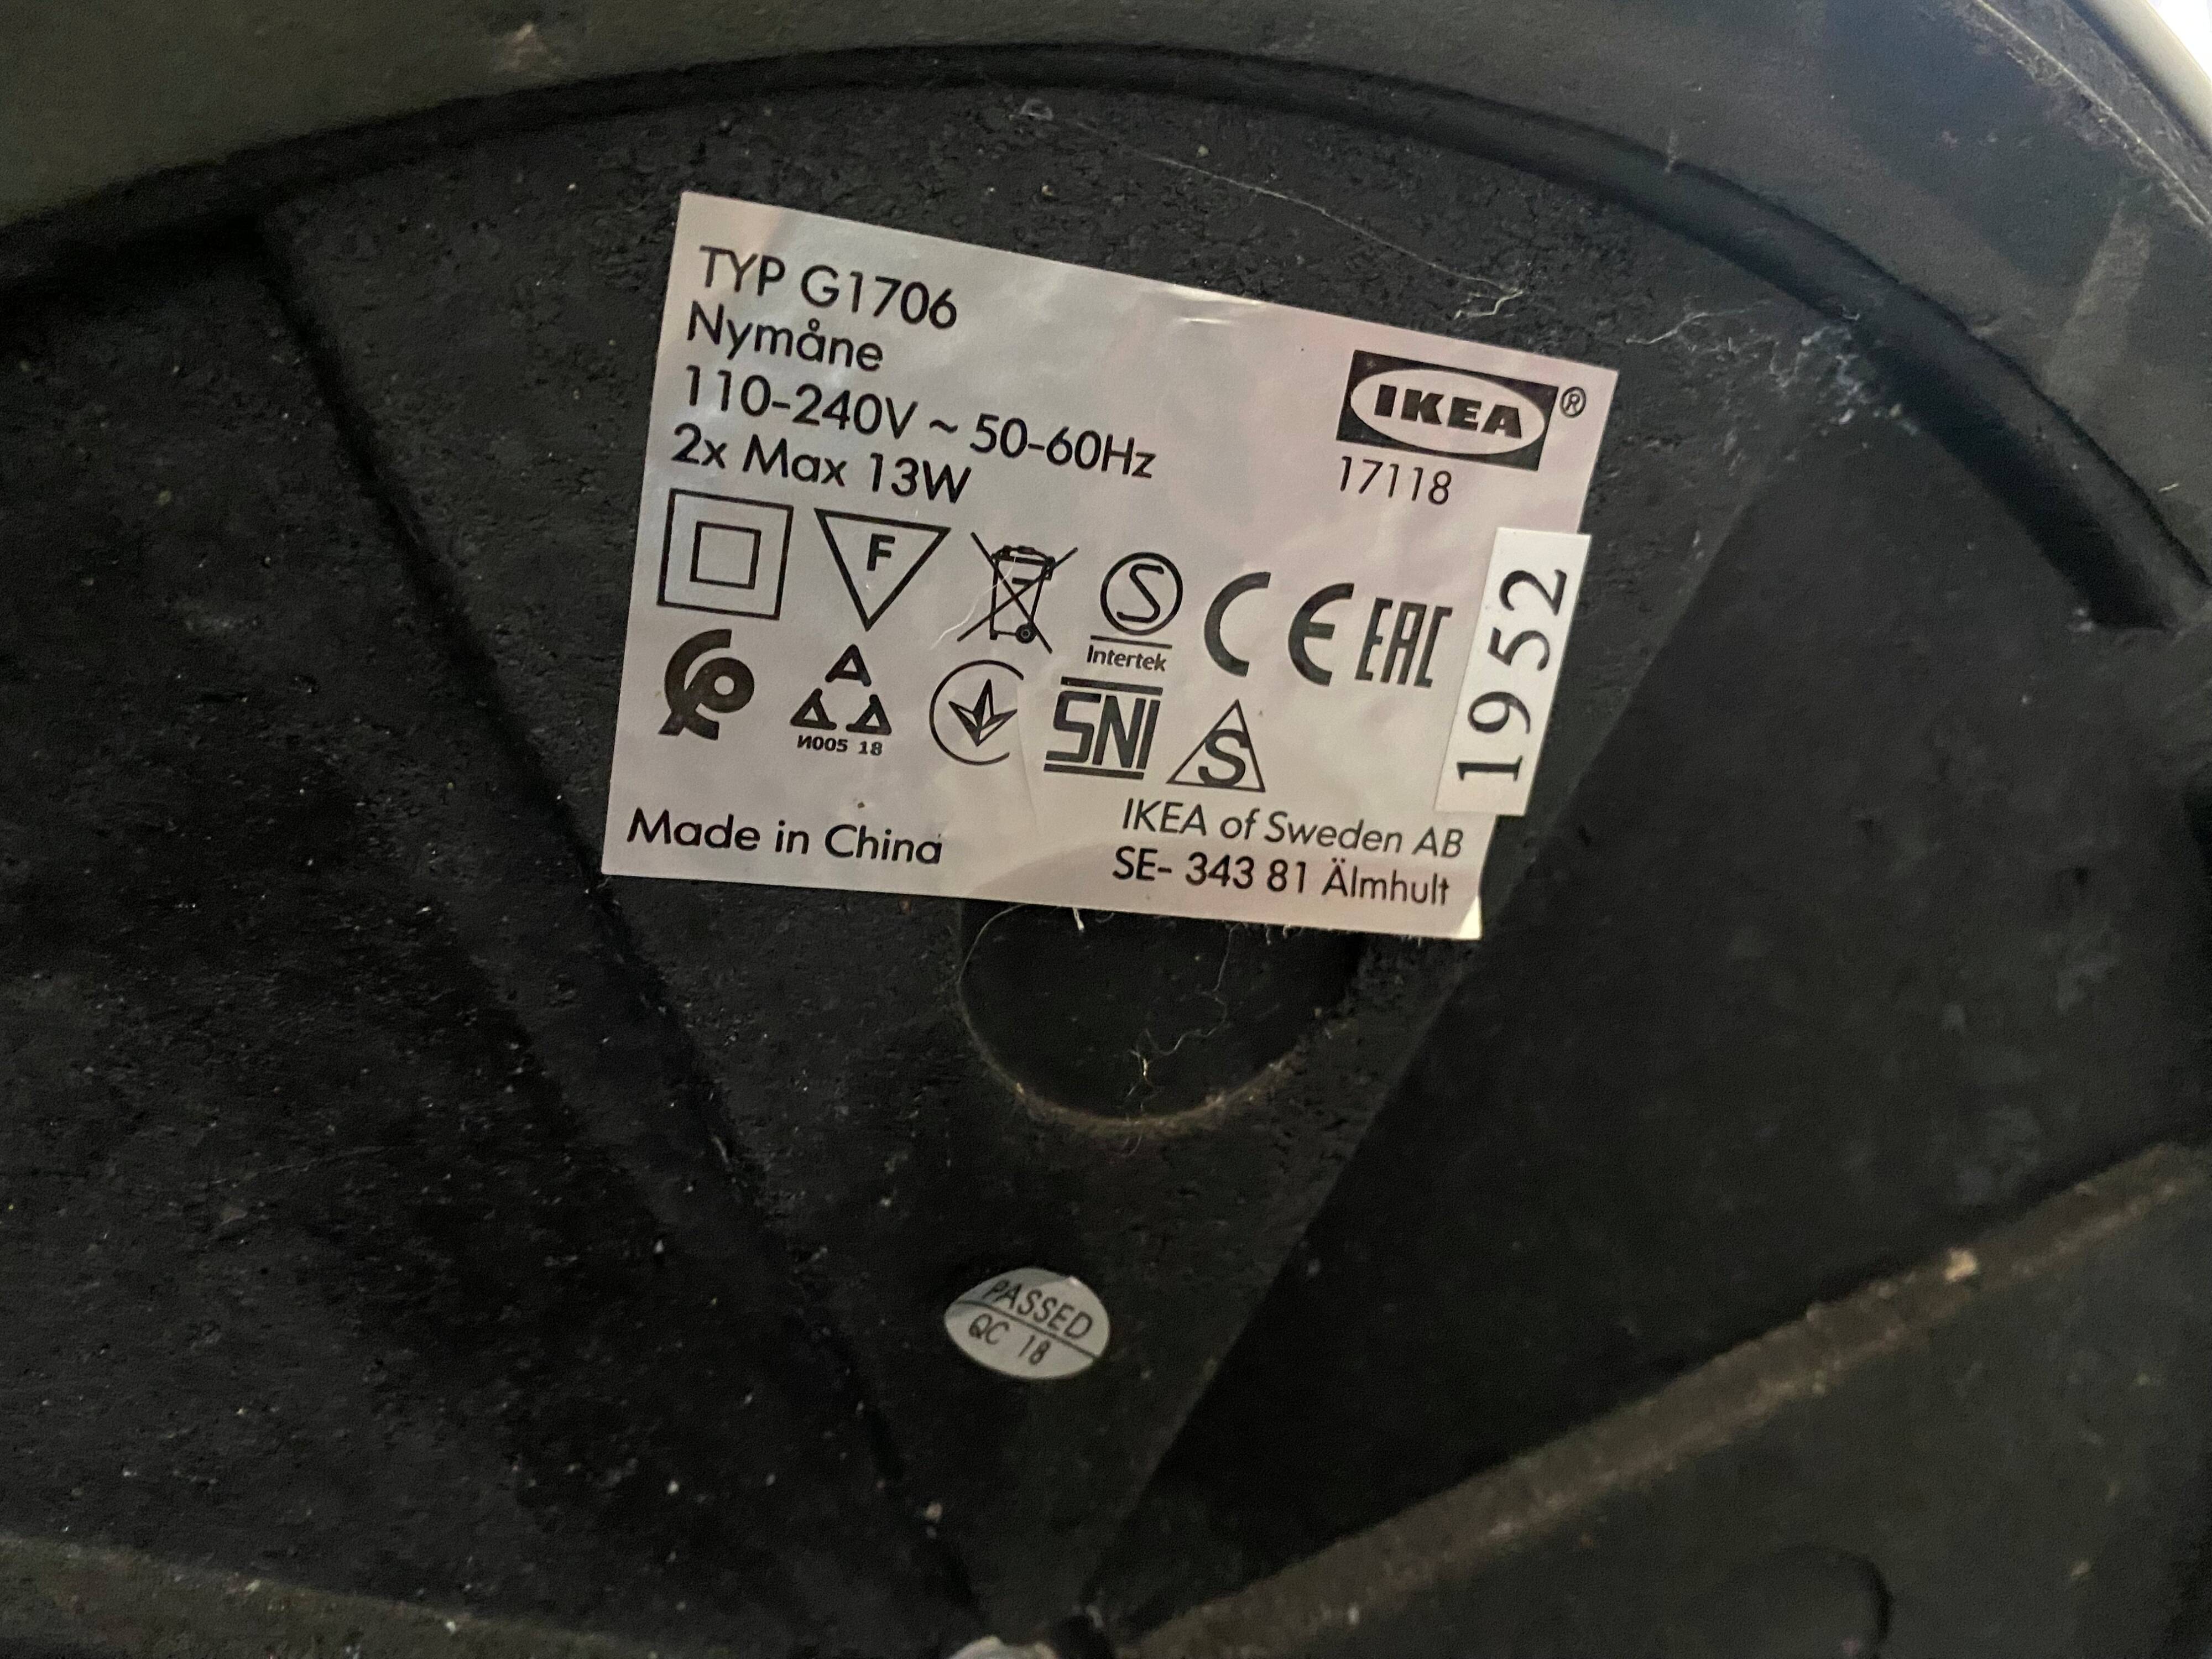 TYP G1706
Nymåne
110-240V ~ 50-60Hz
2x Max 13W
IKEA®
17118
F
S
Intertek
CE
EAC
1952
И005 18
SNI
S
Made in China
IKEA of Sweden AB
SE- 343 81 Älmhult
PASSED
QC 18